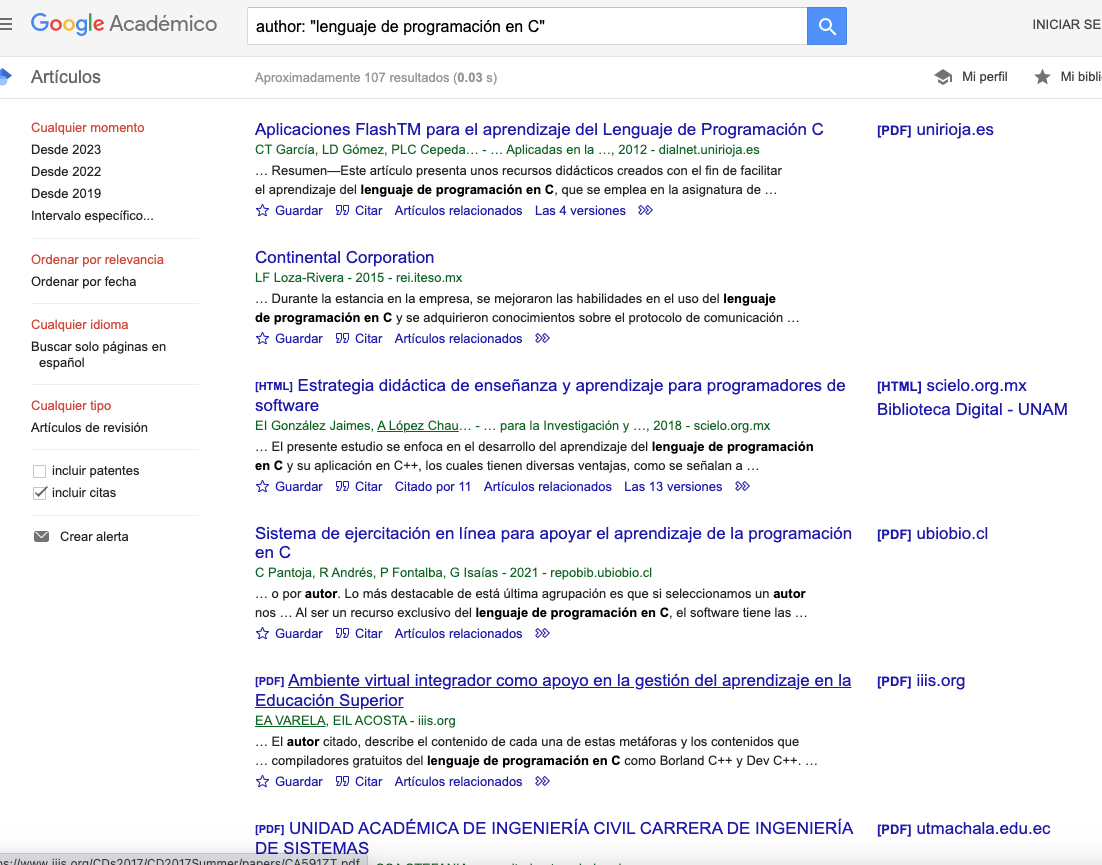 Google Académico
author: "lenguaje de programación en C"
INICIAR SE
Artículos
Aproximadamente 107 resultados (0.03 s)
Mi perfil
Mi bibli
Cualquier momento
Desde 2023
Desde 2022
Desde 2019
Intervalo específico...
Ordenar por relevancia
Ordenar por fecha
Cualquier idioma
Buscar solo páginas en
español
Cualquier tipo
Artículos de revisión
incluir patentes
incluir citas
Crear alerta
Aplicaciones FlashTM para el aprendizaje del Lenguaje de Programación C
[PDF] unirioja.es
CT García, LD Gómez, PLC Cepeda… - … Aplicadas en la …, 2012 - dialnet.unirioja.es
… Resumen—Este artículo presenta unos recursos didácticos creados con el fin de facilitar
el aprendizaje del lenguaje de programación en C, que se emplea en la asignatura de …
Guardar Citar Artículos relacionados Las 4 versiones
Continental Corporation
LF Loza-Rivera - 2015 - rei.iteso.mx
… Durante la estancia en la empresa, se mejoraron las habilidades en el uso del lenguaje
de programación en C y se adquirieron conocimientos sobre el protocolo de comunicación …
Guardar Citar Artículos relacionados
[HTML] Estrategia didáctica de enseñanza y aprendizaje para programadores de
software
[HTML] scielo.org.mx
Biblioteca Digital - UNAM
EI González Jaimes, A López Chau… - … para la Investigación y …, 2018 - scielo.org.mx
… El presente estudio se enfoca en el desarrollo del aprendizaje del lenguaje de programación
en C y su aplicación en C++, los cuales tienen diversas ventajas, como se señalan a …
Guardar Citar Citado por 11 Artículos relacionados Las 13 versiones
Sistema de ejercitación en línea para apoyar el aprendizaje de la programación
en C
[PDF] ubiobio.cl
C Pantoja, R Andrés, P Fontalba, G Isaías - 2021 - repobib.ubiobio.cl
… o por autor. Lo más destacable de está última agrupación es que si seleccionamos un autor
nos … Al ser un recurso exclusivo del lenguaje de programación en C, el software tiene las …
Guardar Citar Artículos relacionados
[PDF] Ambiente virtual integrador como apoyo en la gestión del aprendizaje en la
Educación Superior
[PDF] iiis.org
EA VARELA, EIL ACOSTA - iiis.org
… El autor citado, describe el contenido de cada una de estas metáforas y los contenidos que
… compiladores gratuitos del lenguaje de programación en C como Borland C++ y Dev C++. …
Guardar Citar Artículos relacionados
[PDF] UNIDAD ACADÉMICA DE INGENIERÍA CIVIL CARRERA DE INGENIERÍA
DE SISTEMAS
[PDF] utmachala.edu.ec